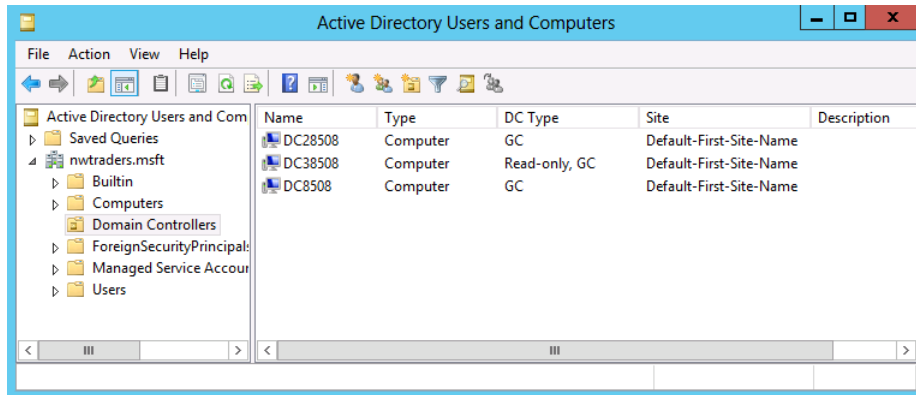 Active Directory Users and Computers
File Action View Help
Active Directory Users and Com
Saved Queries
nwtraders.msft
Builtin
Computers
Domain Controllers
ForeignSecurityPrincipals
Managed Service Accour
Users
Name Type DC Type Site Description
DC28508 Computer GC Default-First-Site-Name
DC38508 Computer Read-only, GC Default-First-Site-Name
DC8508 Computer GC Default-First-Site-Name